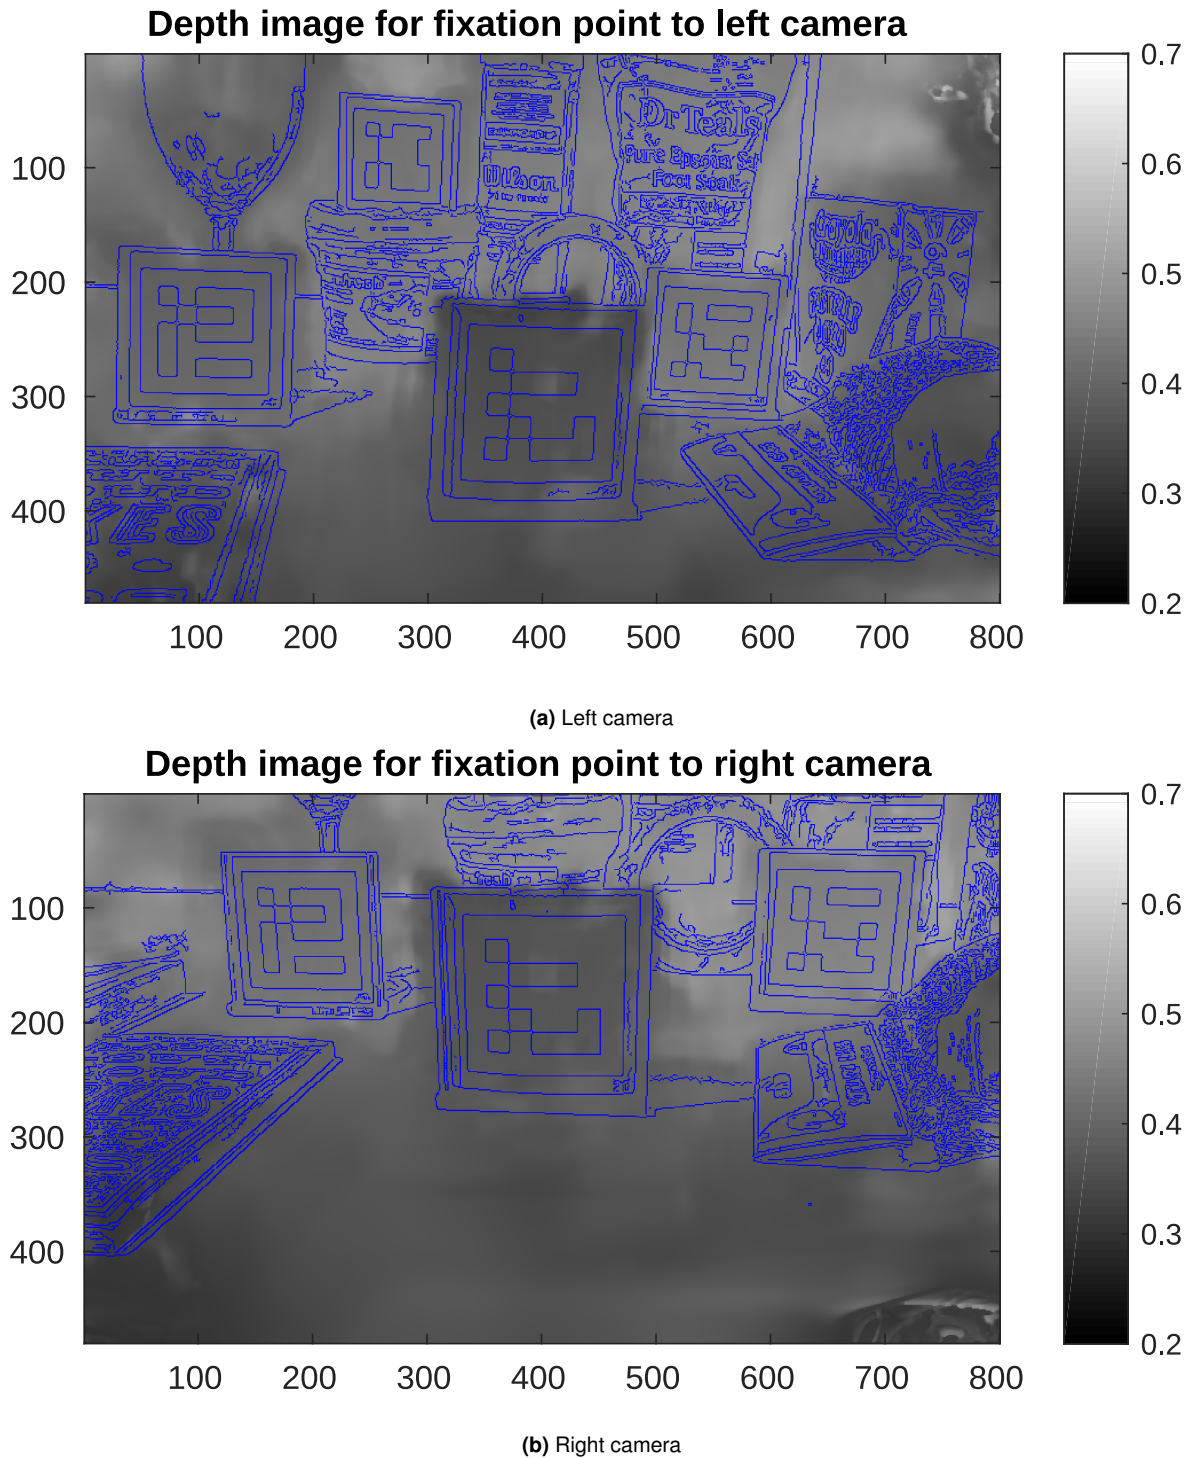 Depth image for fixation point to left camera
0.7
0.6
0.5
0.4
0.3
0.2
100
200
300
400
100 200 300 400 500 600 700 800
Dr Teal's
Pure Epsom
Foot Soak
Wilson
YES
(a) Left camera
Depth image for fixation point to right camera
0.7
0.6
0.5
0.4
0.3
0.2
100
200
300
400
100 200 300 400 500 600 700 800
(b) Right camera